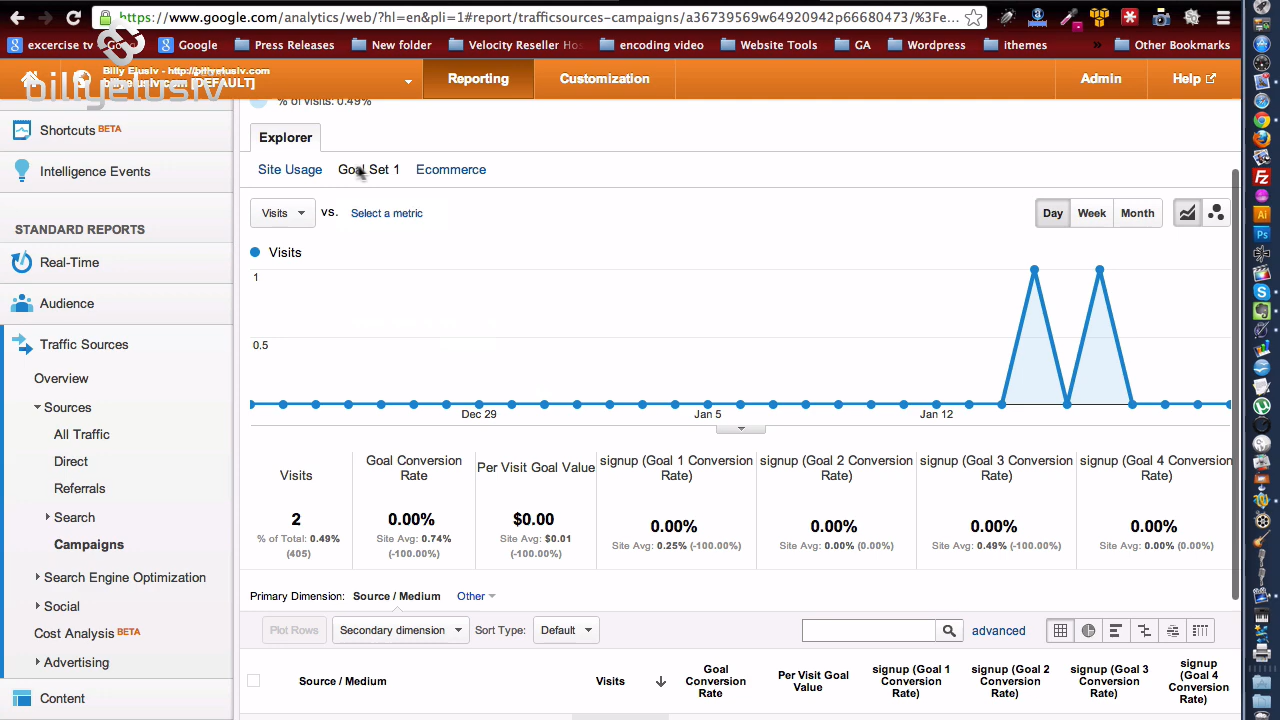 https://www.google.com/analytics/web/?hl=en&pli=1#report/trafficsources-campaigns/a36739569w64920942p66680473/%3Fe...
excercise tv
Google
Press Releases
New folder
Velocity Reseller Hos
encoding video
Website Tools
GA
Wordpress
ithemes
»
Other Bookmarks
Billy Elusiv - http://billyelusiv.com
billyelusiv.com [DEFAULT]
billyelusiv
Reporting
Customization
Admin
Help
% of visits: 0.49%
Shortcuts BETA
Intelligence Events
STANDARD REPORTS
Real-Time
Audience
Traffic Sources
Overview
Sources
All Traffic
Direct
Referrals
Search
Campaigns
Search Engine Optimization
Social
Cost Analysis BETA
Advertising
Content
Explorer
Site Usage
Goal Set 1
Ecommerce
Visits
VS.
Select a metric
Day
Week
Month
Visits
1
0.5
Dec 29
Jan 5
Jan 12
Visits
2
% of Total: 0.49%
(405)
Goal Conversion
Rate
0.00%
Site Avg: 0.74%
(-100.00%)
Per Visit Goal Value
$0.00
Site Avg: $0.01
(-100.00%)
signup (Goal 1 Conversion
Rate)
0.00%
Site Avg: 0.25% (-100.00%)
signup (Goal 2 Conversion
Rate)
0.00%
Site Avg: 0.00% (0.00%)
signup (Goal 3 Conversion
Rate)
0.00%
Site Avg: 0.49% (-100.00%)
signup (Goal 4 Conversion
Rate)
0.00%
Site Avg: 0.00% (0.00%)
Primary Dimension:
Source / Medium
Other
Plot Rows
Secondary dimension
Sort Type:
Default
advanced
Source / Medium
Visits
Goal
Conversion
Rate
Per Visit Goal
Value
signup (Goal 1
Conversion
Rate)
signup (Goal 2
Conversion
Rate)
signup (Goal 3
Conversion
Rate)
signup
(Goal 4
Conversion
Rate)